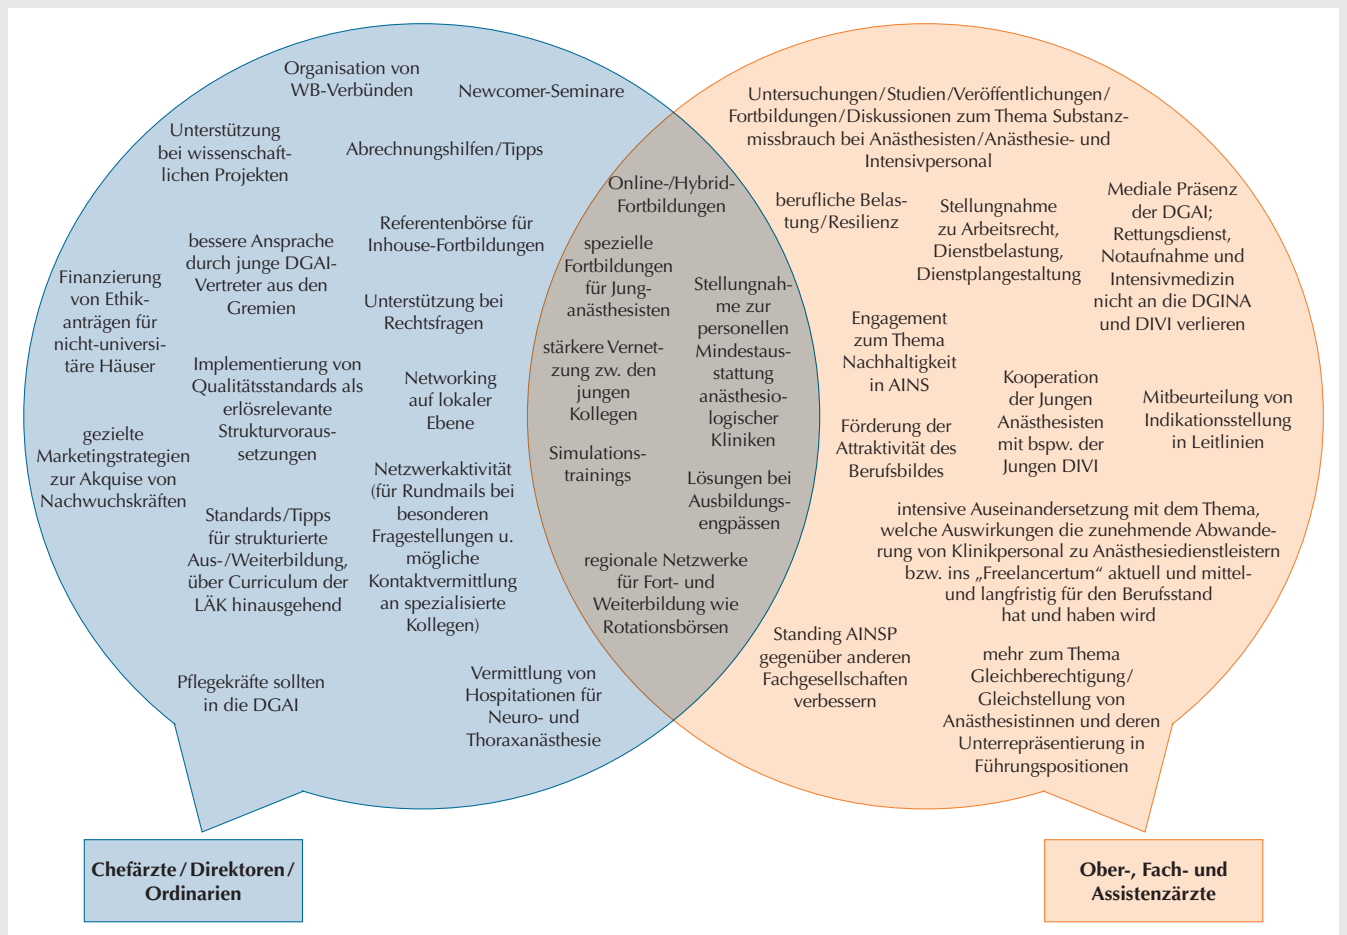 Organisation von
WB-Verbünden
Newcomer-Seminare
Unterstützung
bei wissenschaft-
lichen Projekten
Abrechnungshilfen/Tipps
Referentenbörse für
Inhouse-Fortbildungen
bessere Ansprache
durch junge DGAI-
Vertreter aus den
Gremien
Finanzierung
von Ethik-
anträgen für
nicht-universi-
täre Häuser
Unterstützung bei
Rechtsfragen
Implementierung von
Qualitätsstandards als
erlösrelevante
Strukturvoraus-
setzungen
Networking
auf lokaler
Ebene
gezielte
Marketingstrategien
zur Akquise von
Nachwuchskräften
Netzwerkaktivität
(für Rundmails bei
besonderen
Fragestellungen u.
mögliche
Kontaktvermittlung
an spezialisierte
Kollegen)
Standards/Tipps
für strukturierte
Aus-/Weiterbildung,
über Curriculum der
LÄK hinausgehend
Pflegekräfte sollten
in die DGAI
Vermittlung von
Hospitationen für
Neuro- und
Thoraxanästhesie
Online-/Hybrid-
Fortbildungen
spezielle
Fortbildungen
für Jung-
anästhesisten
Stellungnah-
me zur
personellen
Mindestaus-
stattung
anästhesio-
logischer
Kliniken
stärkere Vernet-
zung zw. den
jungen
Kollegen
Simulations-
trainings
Lösungen bei
Ausbildungs-
engpässen
regionale Netzwerke
für Fort- und
Weiterbildung wie
Rotationsbörsen
Untersuchungen/Studien/Veröffentlichungen/
Fortbildungen/Diskussionen zum Thema Substanz-
missbrauch bei Anästhesisten/Anästhesie- und
Intensivpersonal
berufliche Belas-
tung/Resilienz
Stellungnahme
zu Arbeitsrecht,
Dienstbelastung,
Dienstplangestaltung
Mediale Präsenz
der DGAI;
Rettungsdienst,
Notaufnahme und
Intensivmedizin
nicht an die DGINA
und DIVI verlieren
Engagement
zum Thema
Nachhaltigkeit
in AINS
Kooperation
der Jungen
Anästhesisten
mit bspw. der
Jungen DIVI
Mitbeurteilung von
Indikationsstellung
in Leitlinien
Förderung der
Attraktivität des
Berufsbildes
intensive Auseinandersetzung mit dem Thema,
welche Auswirkungen die zunehmende Abwande-
rung von Klinikpersonal zu Anästhesiedienstleistern
bzw. ins „Freelancertum“ aktuell und mittel-
und langfristig für den Berufsstand
hat und haben wird
Standing AINSP
gegenüber anderen
Fachgesellschaften
verbessern
mehr zum Thema
Gleichberechtigung/
Gleichstellung von
Anästhesistinnen und deren
Unterrepräsentierung in
Führungspositionen
Chefärzte/Direktoren/
Ordinarien
Ober-, Fach- und
Assistenzärzte